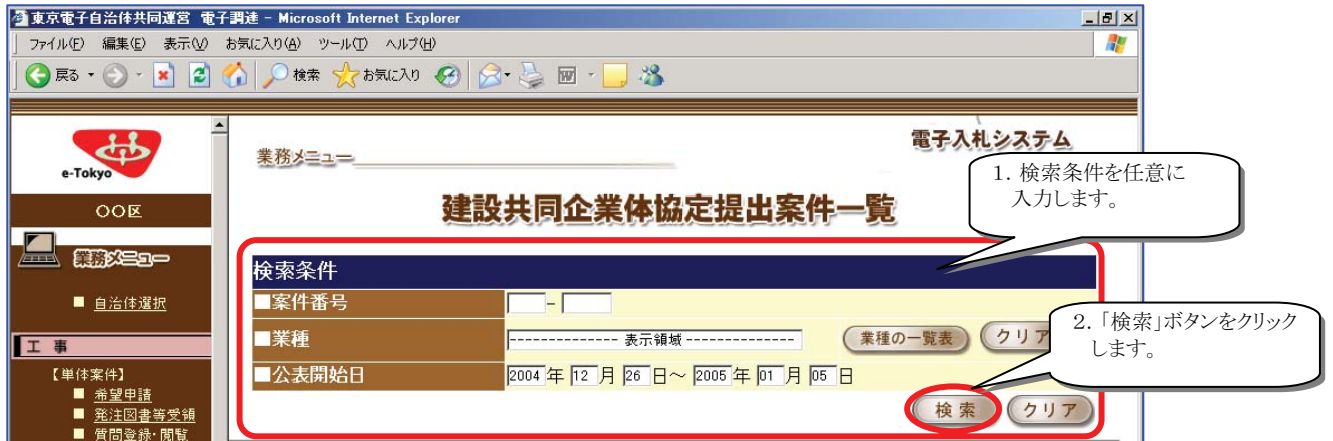 東京電子自治体共同運営 電子調達 - Microsoft Internet Explorer
ファイル(F) 編集(E) 表示(V) お気に入り(A) ツール(T) ヘルプ(H)
戻る 検索 お気に入り
電子入札システム
e-Tokyo
業務メニュー
1. 検索条件を任意に
入力します。
〇〇区
建設共同企業体協定提出案件一覧
業務メニュー
検索条件
■ 自治体選択
■案件番号 -
2.「検索」ボタンをクリック
します。
■業種 -------------- 表示領域 -------------- 業種の一覧表 クリア
工 事
【単体案件】
■公表開始日 2004 年 12 月 26 日～ 2005 年 01 月 05 日
■ 希望申請
■ 発注図書等受領
検 索 クリア
■ 質問登録・閲覧